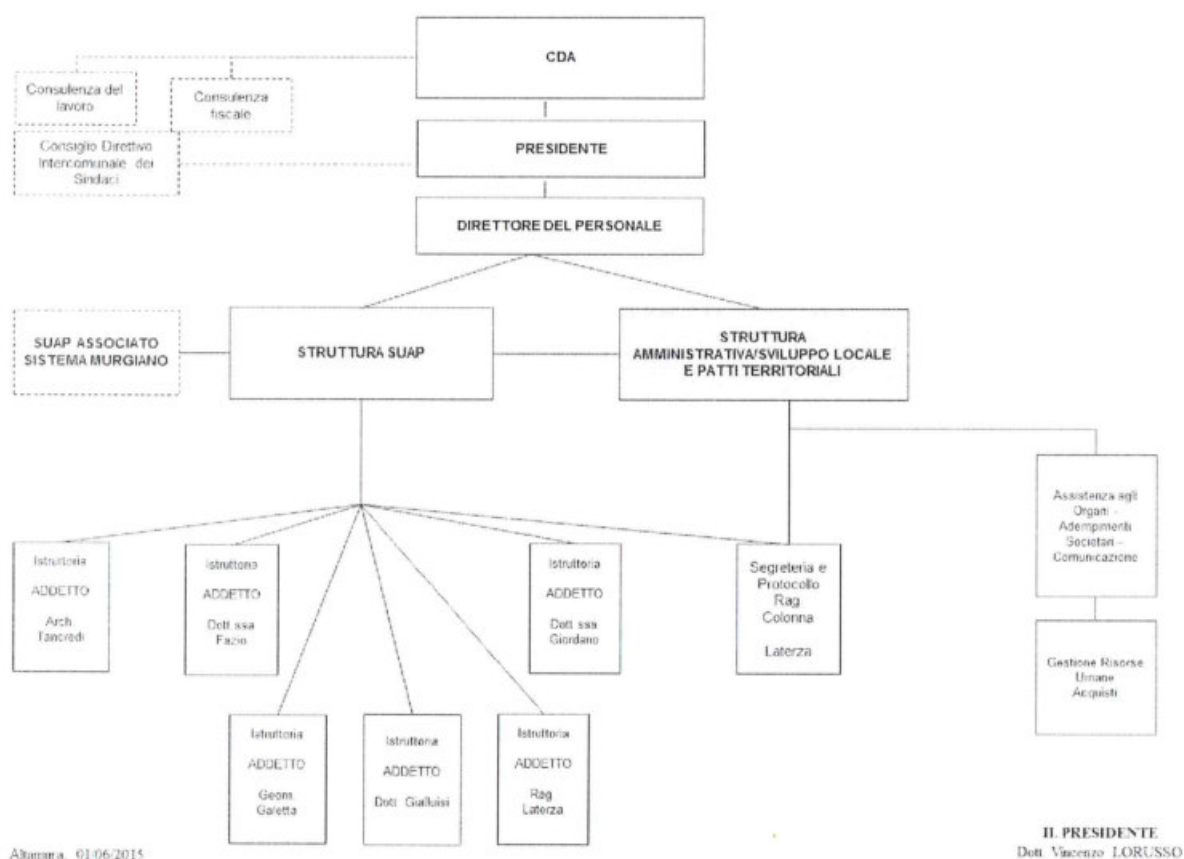 CDA
Consulenza del
lavoro
Consulenza
fiscale
Consiglio Direttivo
Intercomunale dei
Sindaci
PRESIDENTE
DIRETTORE DEL PERSONALE
SUAP ASSOCIATO
SISTEMA MURGIANO
STRUTTURA SUAP
STRUTTURA
AMMINISTRATIVA/SVILUPPO LOCALE
E PATTI TERRITORIALI
Assistenza agli
Organi -
Adempimenti
Societari –
Comunicazione
Istruttoria
ADDETTO
Arch.
Tancredi
Istruttoria
ADDETTO
Dott.ssa
Fazio
Istruttoria
ADDETTO
Dott.ssa
Giordano
Segreteria e
Protocollo
Rag
Colonna
Laterza
Gestione Risorse
Umane
Acquisti
Istruttoria
ADDETTO
Geom.
Galetta
Istruttoria
ADDETTO
Dott. Gialluisi
Istruttoria
ADDETTO
Rag
Laterza
Altamura, 01/06/2015
IL PRESIDENTE
Dott. Vincenzo LORUSSO